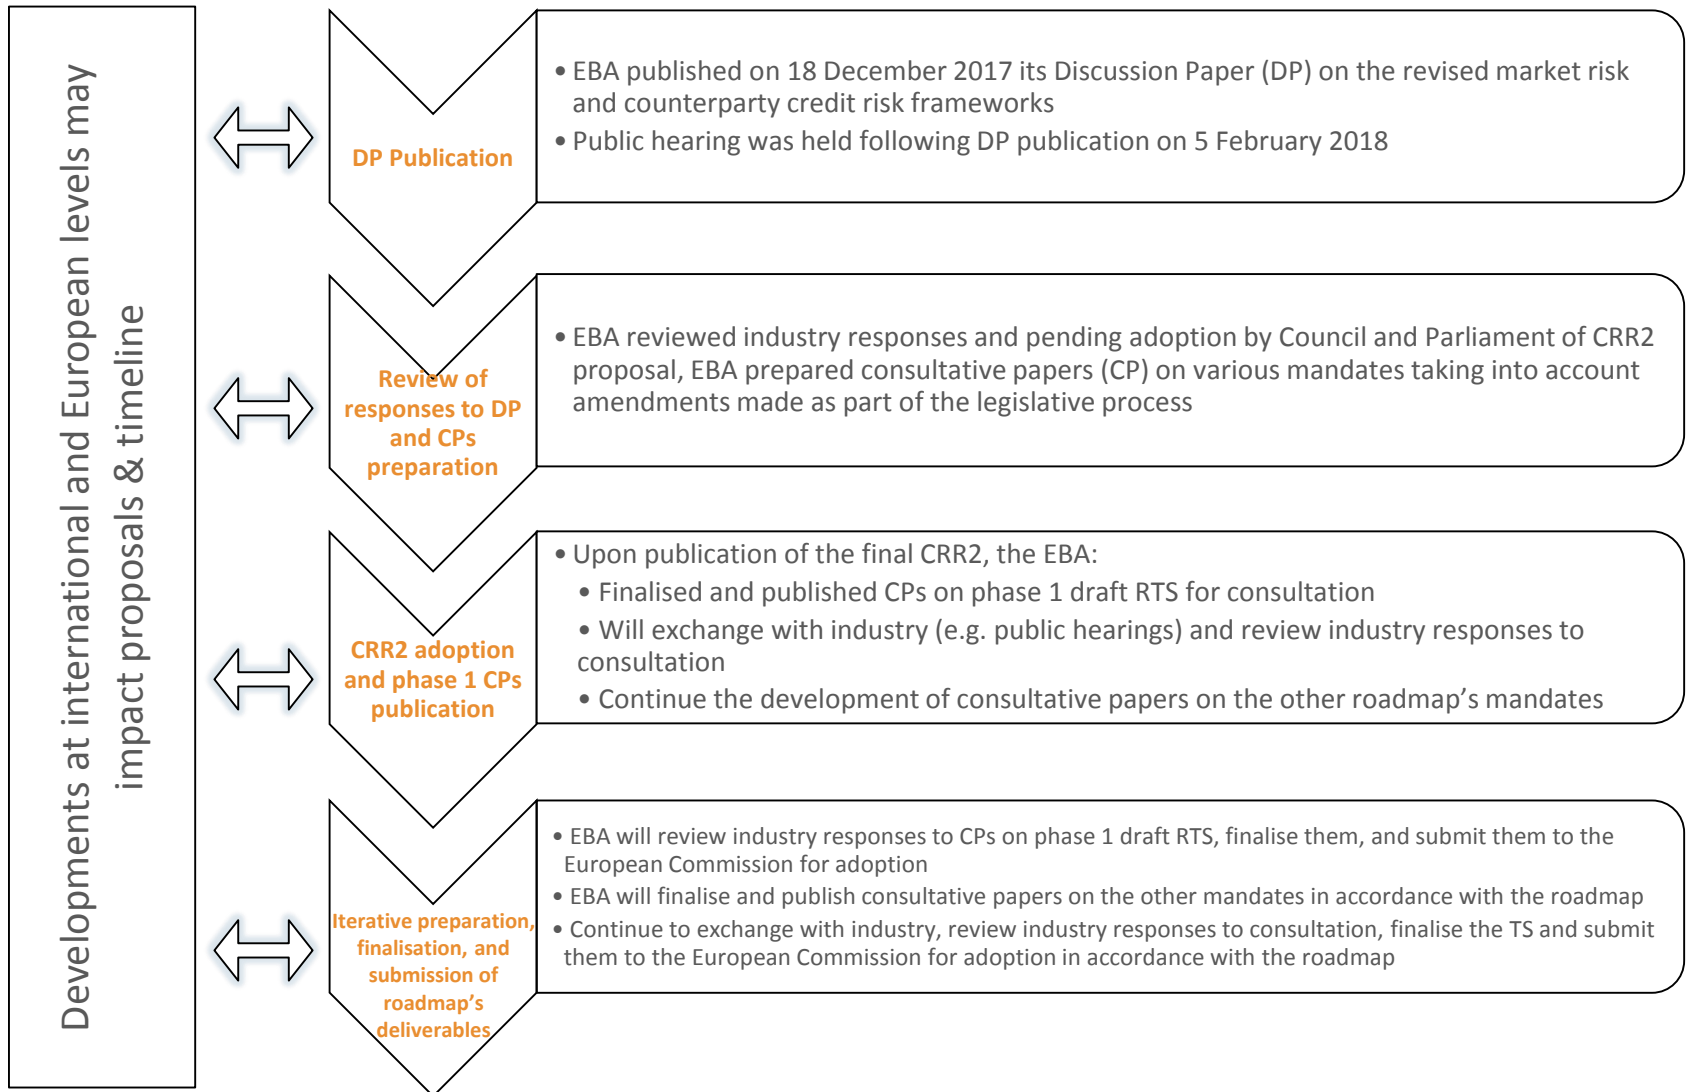 Developments at international and European levels may
impact proposals & timeline
DP Publication
• EBA published on 18 December 2017 its Discussion Paper (DP) on the revised market risk
and counterparty credit risk frameworks
• Public hearing was held following DP publication on 5 February 2018
Review of
responses to DP
and CPs
preparation
• EBA reviewed industry responses and pending adoption by Council and Parliament of CRR2
proposal, EBA prepared consultative papers (CP) on various mandates taking into account
amendments made as part of the legislative process
CRR2 adoption
and phase 1 CPs
publication
• Upon publication of the final CRR2, the EBA:
• Finalised and published CPs on phase 1 draft RTS for consultation
• Will exchange with industry (e.g. public hearings) and review industry responses to
consultation
• Continue the development of consultative papers on the other roadmap’s mandates
Iterative preparation,
finalisation, and
submission of
roadmap’s
deliverables
• EBA will review industry responses to CPs on phase 1 draft RTS, finalise them, and submit them to the
European Commission for adoption
• EBA will finalise and publish consultative papers on the other mandates in accordance with the roadmap
• Continue to exchange with industry, review industry responses to consultation, finalise the TS and submit
them to the European Commission for adoption in accordance with the roadmap